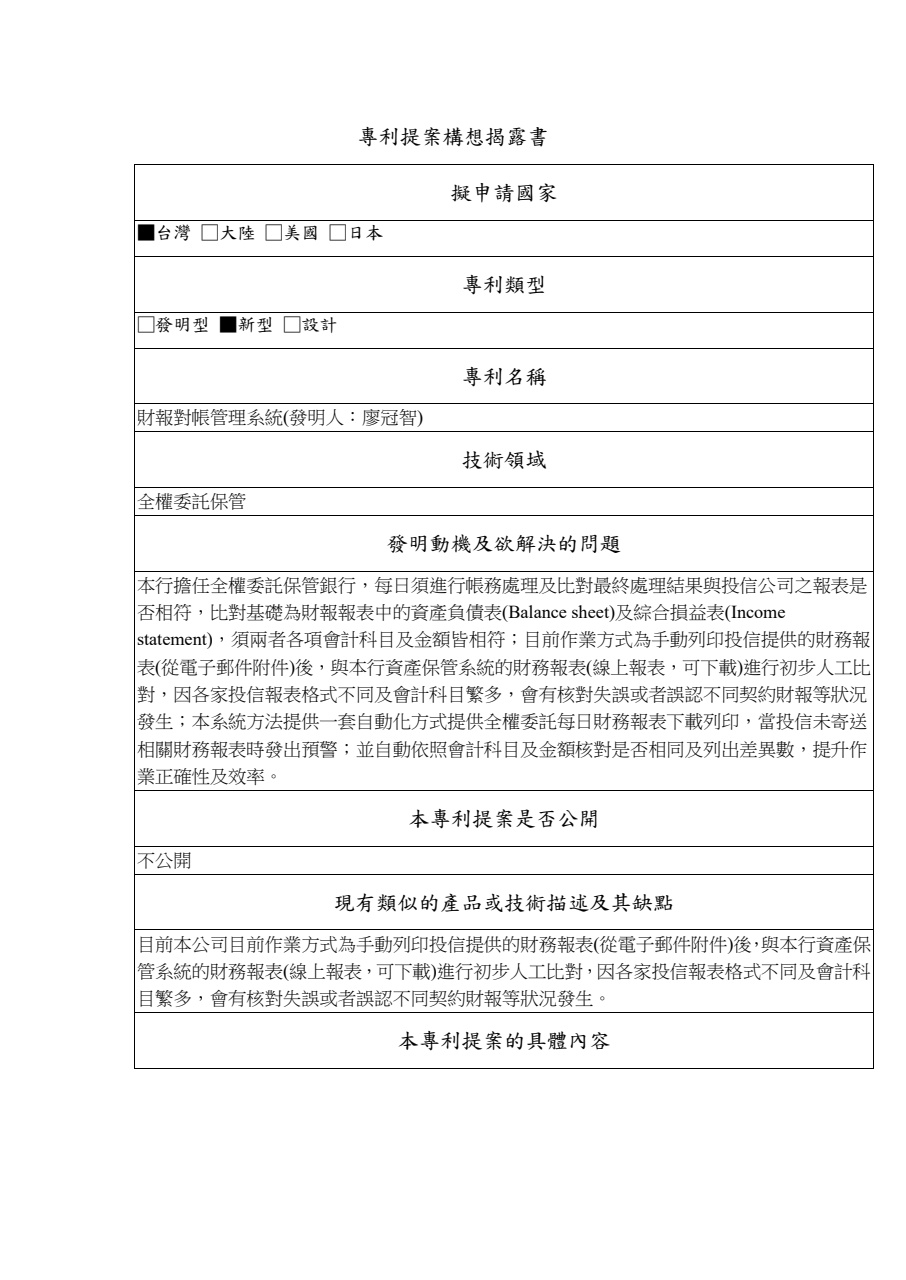 專利提案構想揭露書
擬申請國家
■台灣 □大陸 □美國 □日本
專利類型
□發明型 ■新型 □設計
專利名稱
財報對帳管理系統(發明人：廖冠智)
技術領域
全權委託保管
發明動機及欲解決的問題
本行擔任全權委託保管銀行，每日須進行帳務處理及比對最終處理結果與投信公司之報表是
否相符，比對基礎為財報報表中的資產負債表(Balance sheet)及綜合損益表(Income
statement)，須兩者各項會計科目及金額皆相符；目前作業方式為手動列印投信提供的財務報
表(從電子郵件附件)後，與本行資產保管系統的財務報表(線上報表，可下載)進行初步人工比
對，因各家投信報表格式不同及會計科目繁多，會有核對失誤或者誤認不同契約財報等狀況
發生；本系統方法提供一套自動化方式提供全權委託每日財務報表下載列印，當投信未寄送
相關財務報表時發出預警；並自動依照會計科目及金額核對是否相同及列出差異數，提升作
業正確性及效率。
本專利提案是否公開
不公開
現有類似的產品或技術描述及其缺點
目前本公司目前作業方式為手動列印投信提供的財務報表(從電子郵件附件)後，與本行資產保
管系統的財務報表(線上報表，可下載)進行初步人工比對，因各家投信報表格式不同及會計科
目繁多，會有核對失誤或者誤認不同契約財報等狀況發生。
本專利提案的具體內容